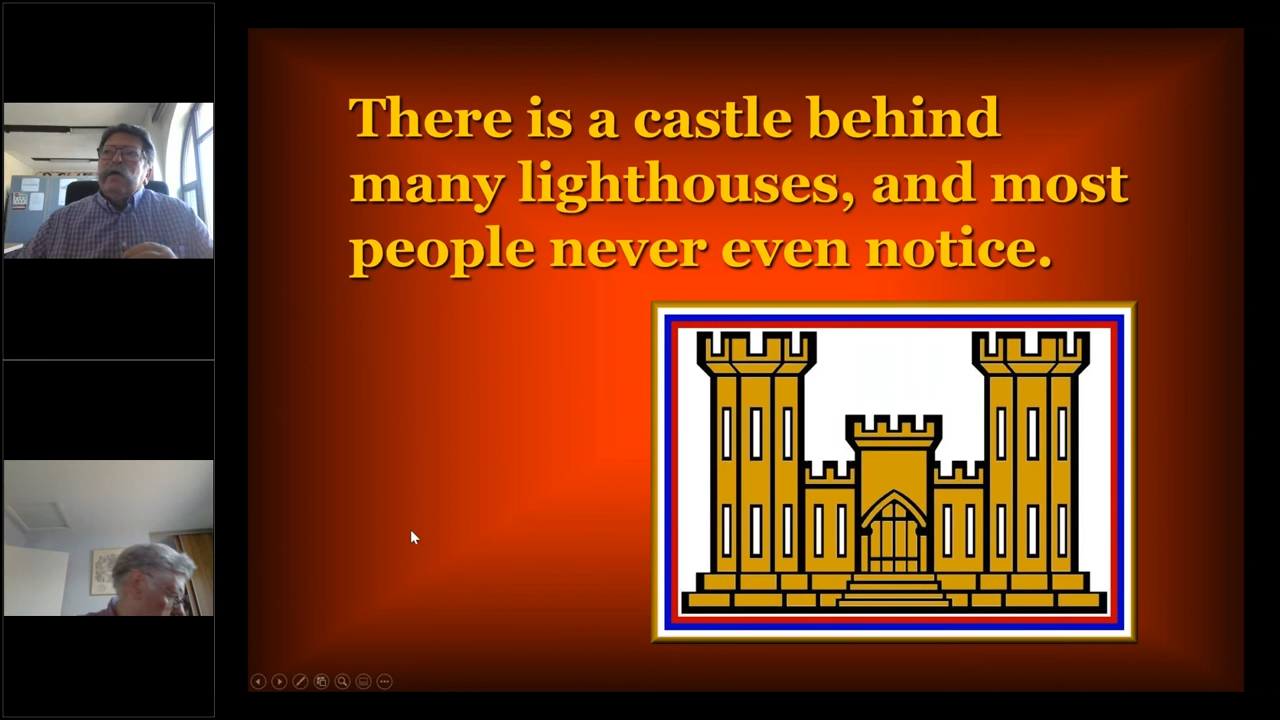 There is a castle behind
many lighthouses, and most
people never even notice.